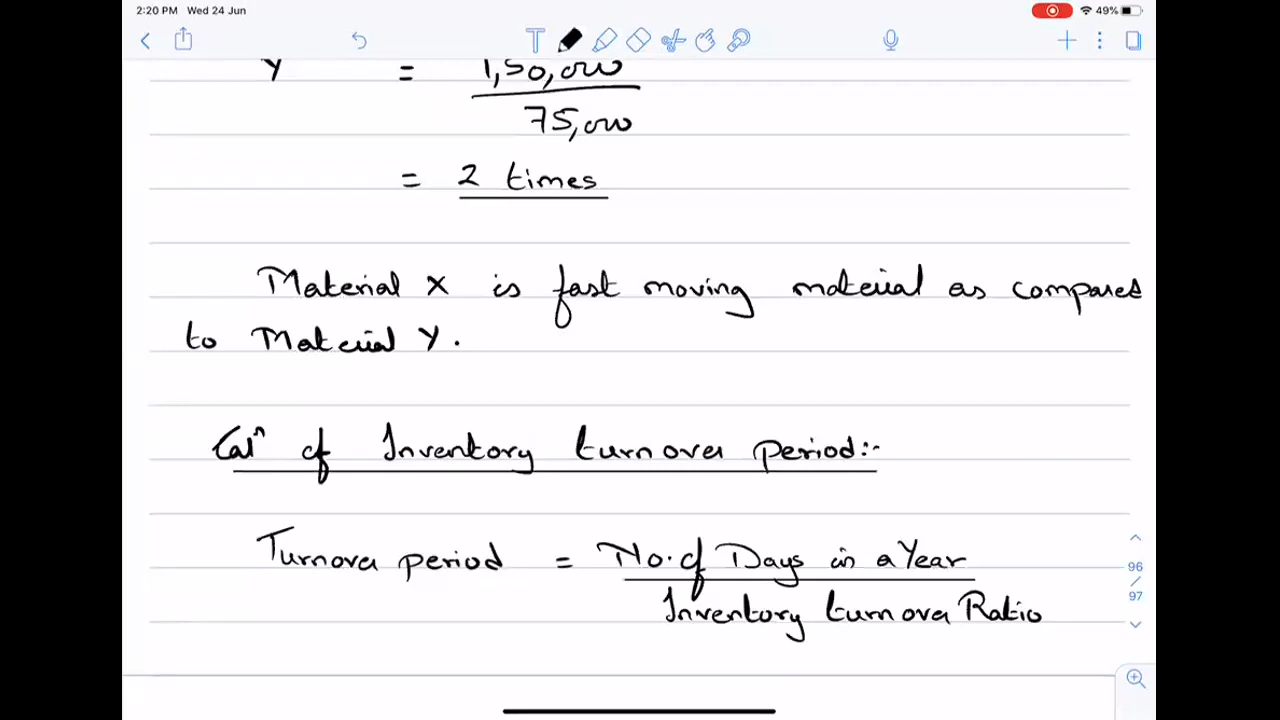 2:20 PM Wed 24 Jun
49%
T
Y = 1,50,000
75,000
= 2 times
Material X is fast moving material as compared
to Material Y.
Calⁿ of Inventory turnover period:-
Turnover period = No. of Days in a Year
Inventory turnover Ratio
96
/
97